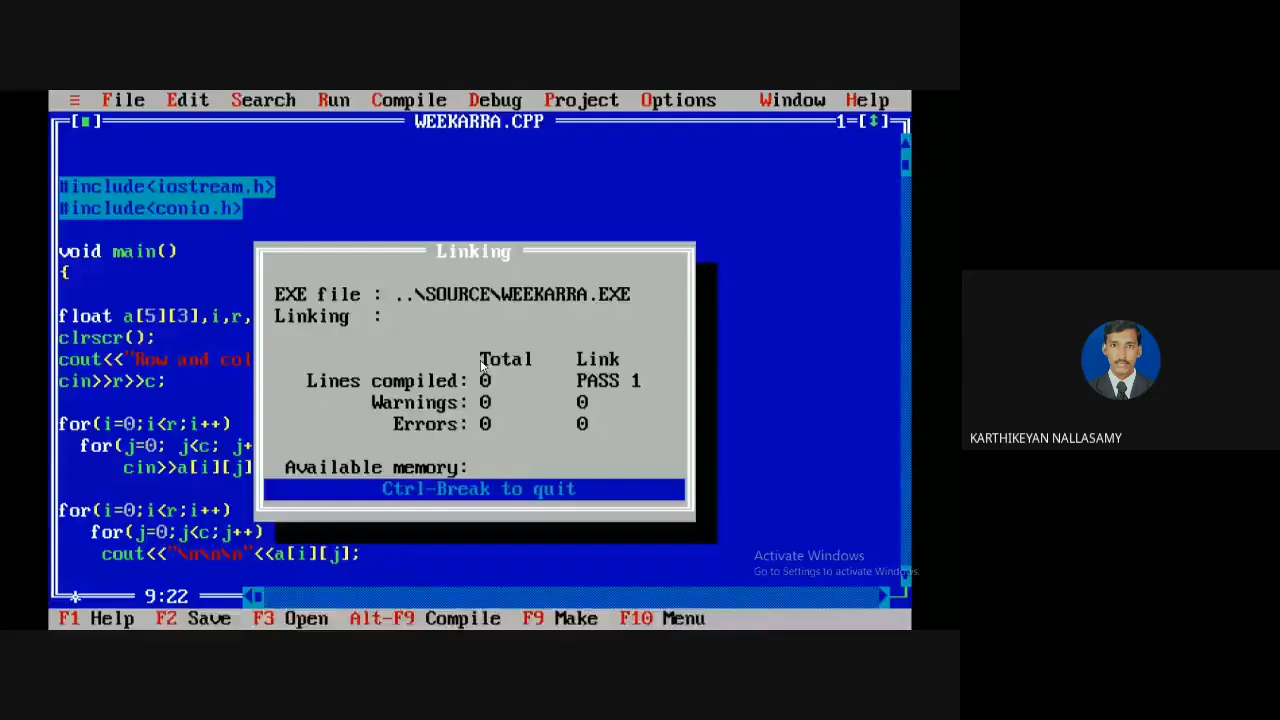 ≡ File Edit Search Run Compile Debug Project Options Window Help
[■] WEEKARRA.CPP 1=[↕]
#include<iostream.h>
#include<conio.h>
void main()
{
float a[5][3],i,r,
clrscr();
cout<<"Row and col
cin>>r>>c;
for(i=0;i<r;i++)
for(j=0; j<c; j+
cin>>a[i][j]
for(i=0;i<r;i++)
for(j=0;j<c;j++)
cout<<"\n\n\n"<<a[i][j];
Linking
EXE file : ..\SOURCE\WEEKARRA.EXE
Linking :
Total Link
Lines compiled: 0 PASS 1
Warnings: 0 0
Errors: 0 0
Available memory:
Ctrl-Break to quit
Activate Windows
Go to Settings to activate Windows.
9:22
F1 Help F2 Save F3 Open Alt-F9 Compile F9 Make F10 Menu
KARTHIKEYAN NALLASAMY